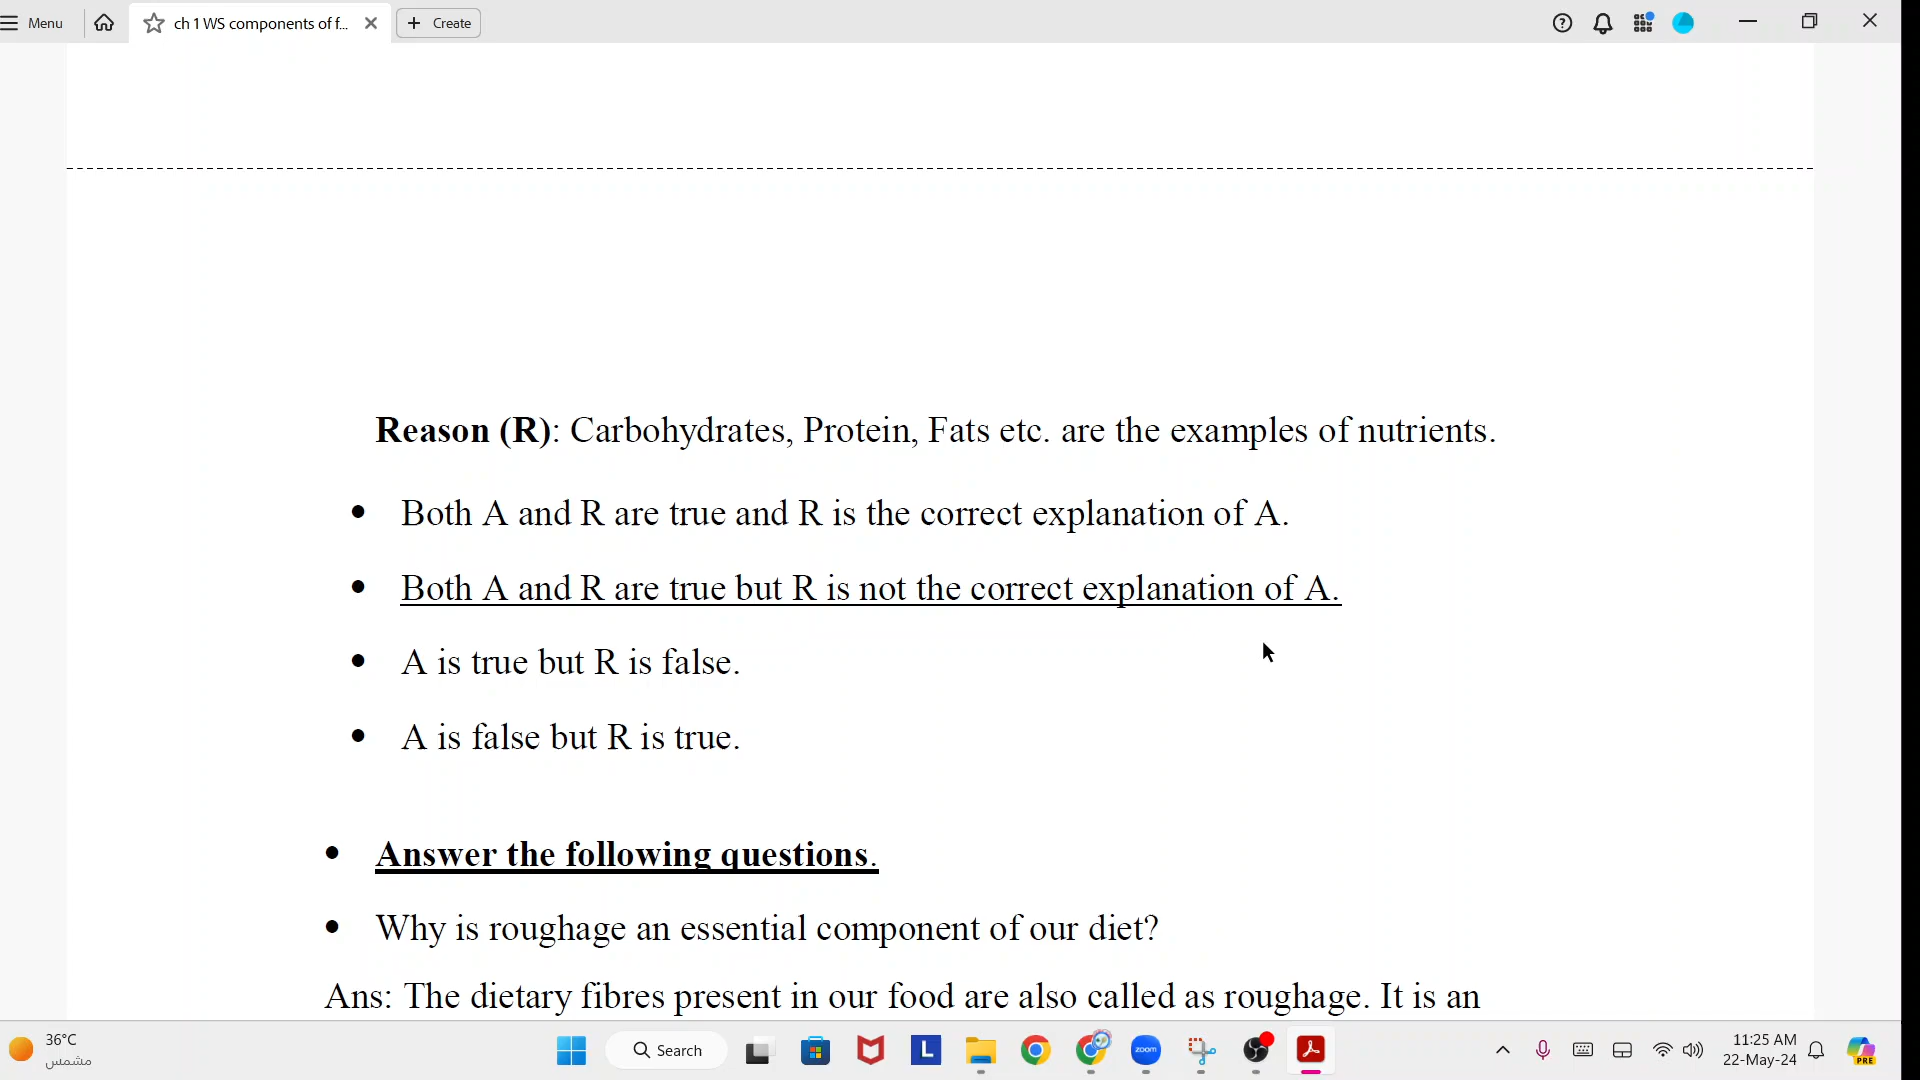 Menu
ch 1 WS components of f...
Create
Reason (R): Carbohydrates, Protein, Fats etc. are the examples of nutrients.
Both A and R are true and R is the correct explanation of A.
Both A and R are true but R is not the correct explanation of A.
A is true but R is false.
A is false but R is true.
Answer the following questions.
Why is roughage an essential component of our diet?
Ans: The dietary fibres present in our food are also called as roughage. It is an
36°C
مشمس
Search
L
zoom
11:25 AM
22-May-24
PRE